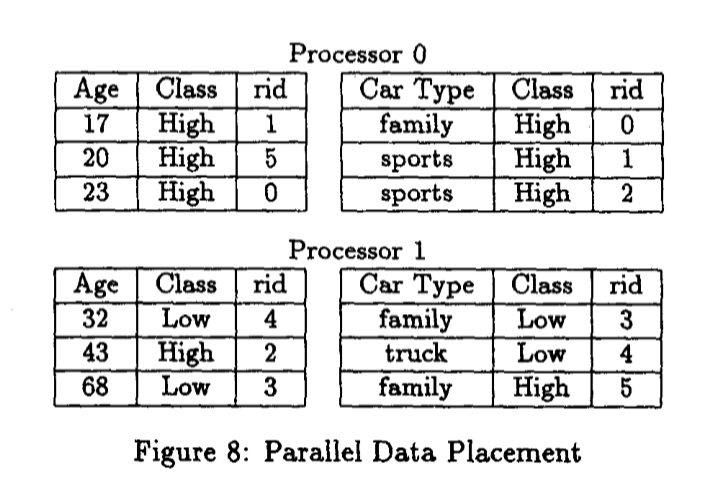 Processor 0
Age Class rid Car Type Class rid
17 High 1 family High 0
20 High 5 sports High 1
23 High 0 sports High 2
Processor 1
Age Class rid Car Type Class rid
32 Low 4 family Low 3
43 High 2 truck Low 4
68 Low 3 family High 5
Figure 8: Parallel Data Placement